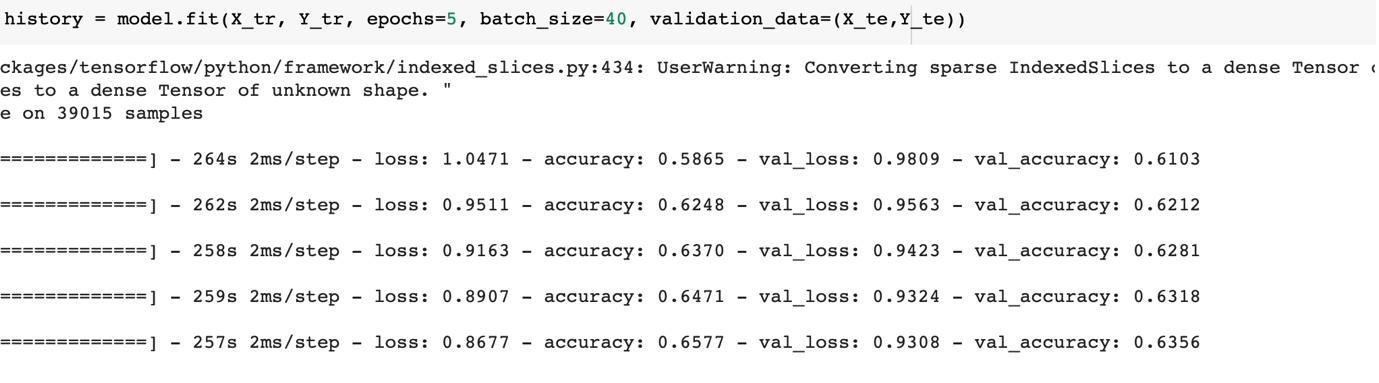 history = model.fit(X_tr, Y_tr, epochs=5, batch_size=40, validation_data=(X_te,Y_te))
ckages/tensorflow/python/framework/indexed_slices.py:434: UserWarning: Converting sparse IndexedSlices to a dense Tensor
es to a dense Tensor of unknown shape. "
e on 39015 samples
=============] - 264s 2ms/step - loss: 1.0471 - accuracy: 0.5865 - val_loss: 0.9809 - val_accuracy: 0.6103
=============] - 262s 2ms/step - loss: 0.9511 - accuracy: 0.6248 - val_loss: 0.9563 - val_accuracy: 0.6212
=============] - 258s 2ms/step - loss: 0.9163 - accuracy: 0.6370 - val_loss: 0.9423 - val_accuracy: 0.6281
=============] - 259s 2ms/step - loss: 0.8907 - accuracy: 0.6471 - val_loss: 0.9324 - val_accuracy: 0.6318
=============] - 257s 2ms/step - loss: 0.8677 - accuracy: 0.6577 - val_loss: 0.9308 - val_accuracy: 0.6356